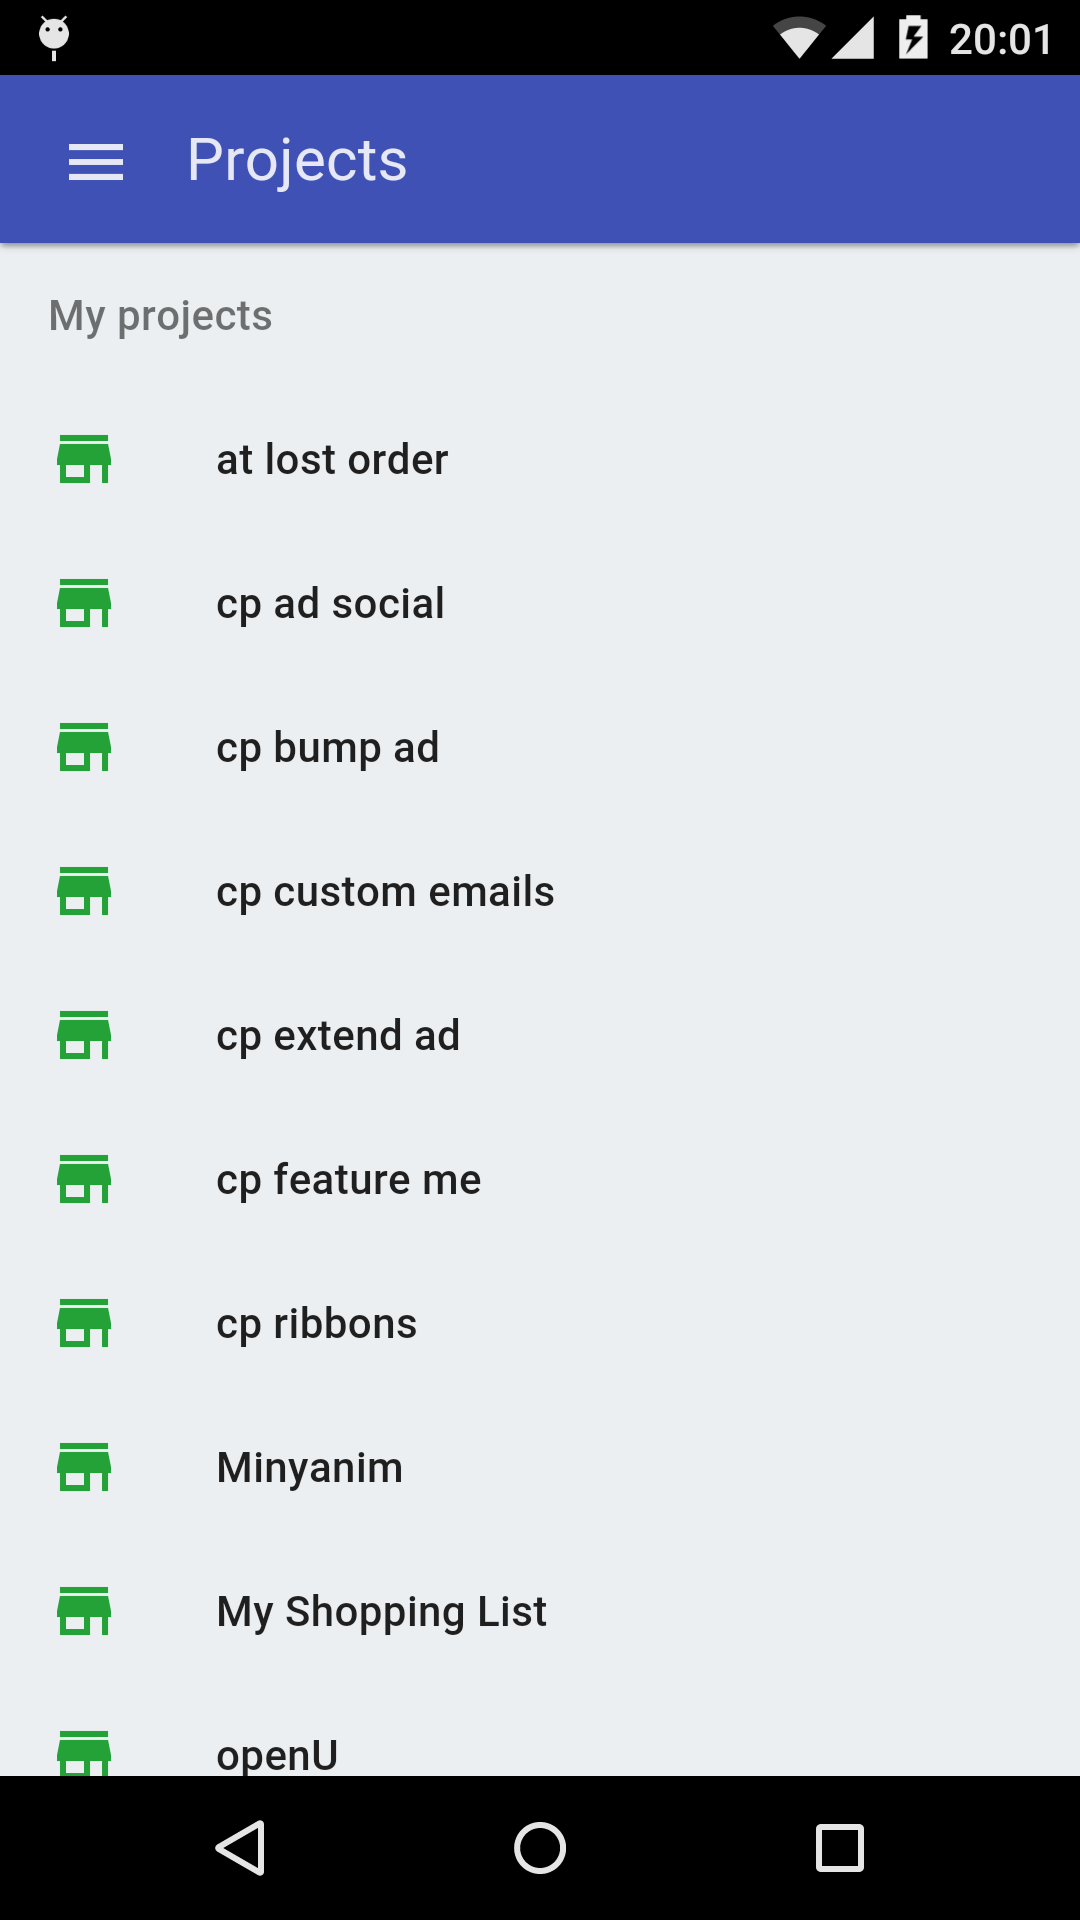 20:01
Projects
My projects
at lost order
cp ad social
cp bump ad
cp custom emails
cp extend ad
cp feature me
cp ribbons
Minyanim
My Shopping List
openU